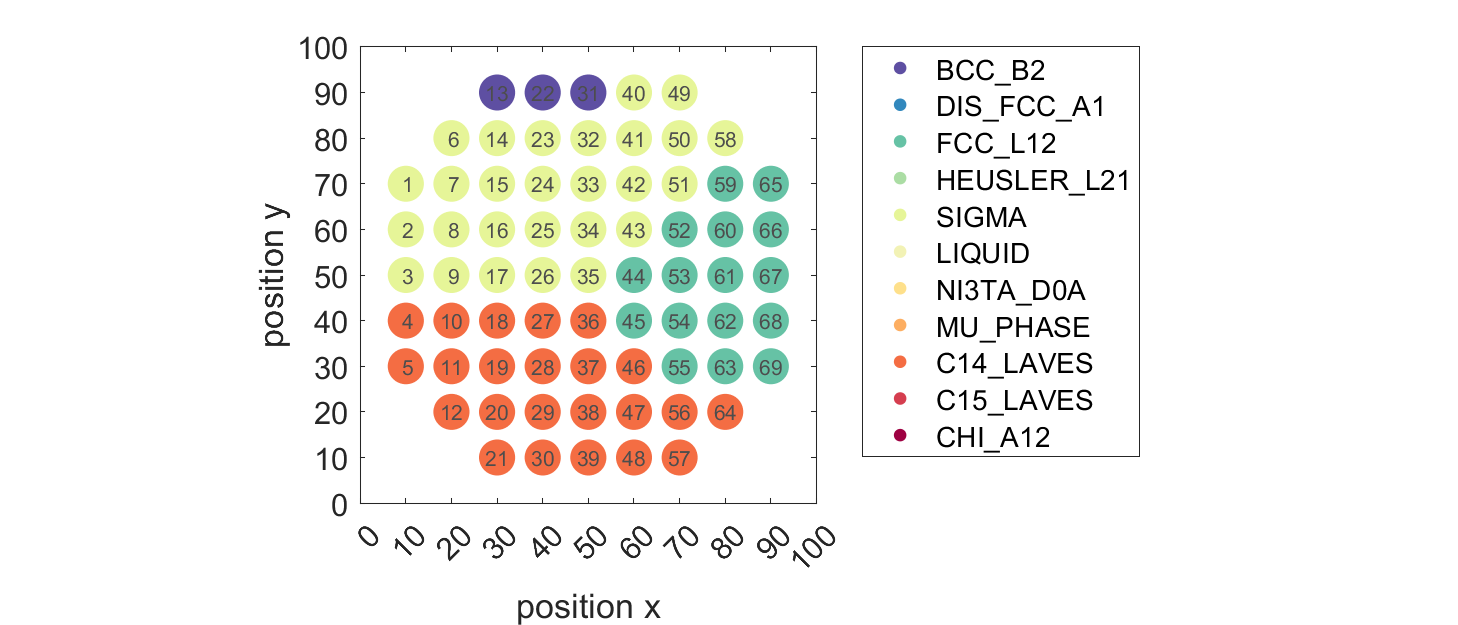 100
90
80
70
60
50
40
30
20
10
0
position y
13 22 31 40 49
6 14 23 32 41 50 58
1 7 15 24 33 42 51 59 65
2 8 16 25 34 43 52 60 66
3 9 17 26 35 44 53 61 67
4 10 18 27 36 45 54 62 68
5 11 19 28 37 46 55 63 69
12 20 29 38 47 56 64
21 30 39 48 57
0 10 20 30 40 50 60 70 80 90 100
position x
BCC_B2
DIS_FCC_A1
FCC_L12
HEUSLER_L21
SIGMA
LIQUID
NI3TA_D0A
MU_PHASE
C14_LAVES
C15_LAVES
CHI_A12